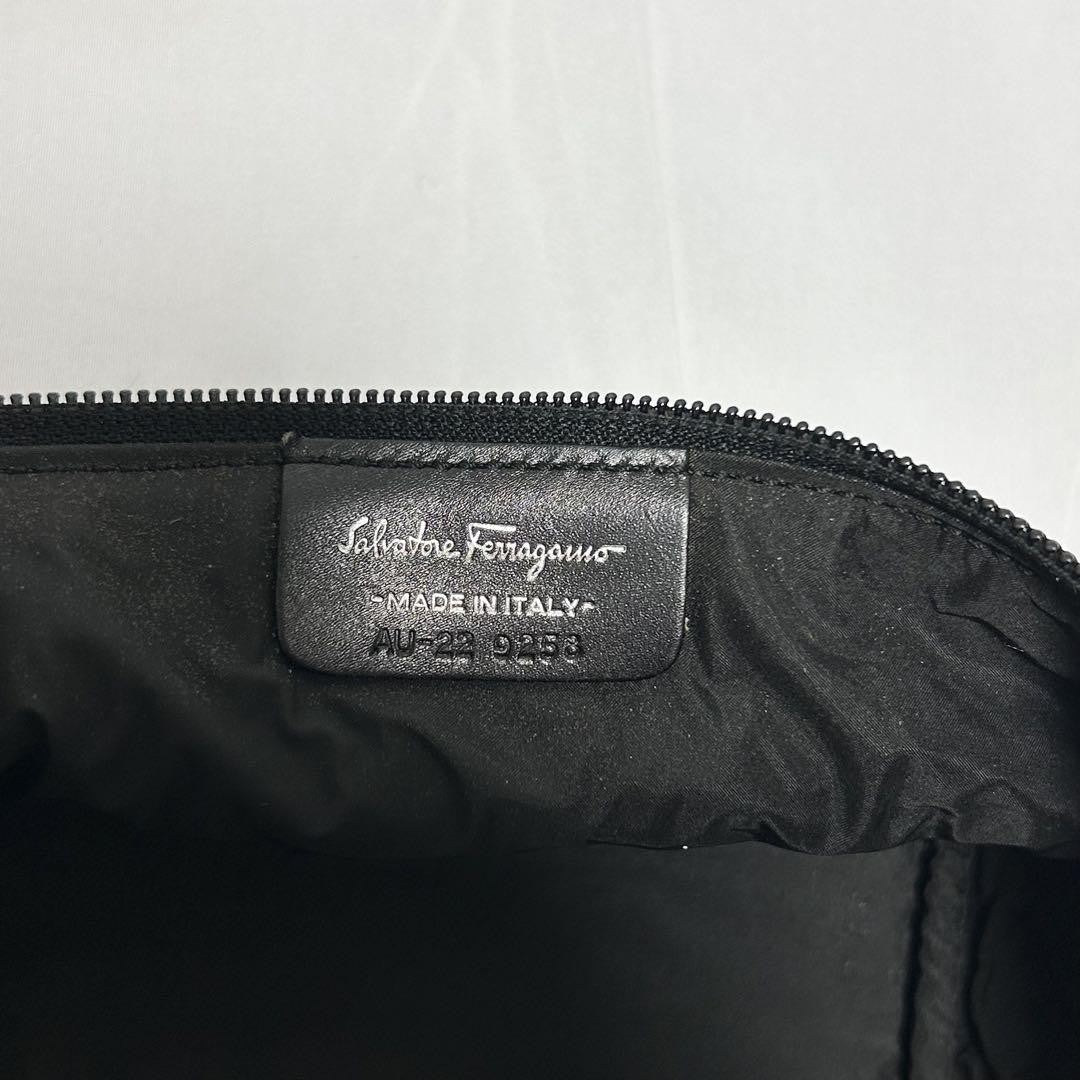 Salvatore Ferragamo
-MADE IN ITALY-
AU-22 9253